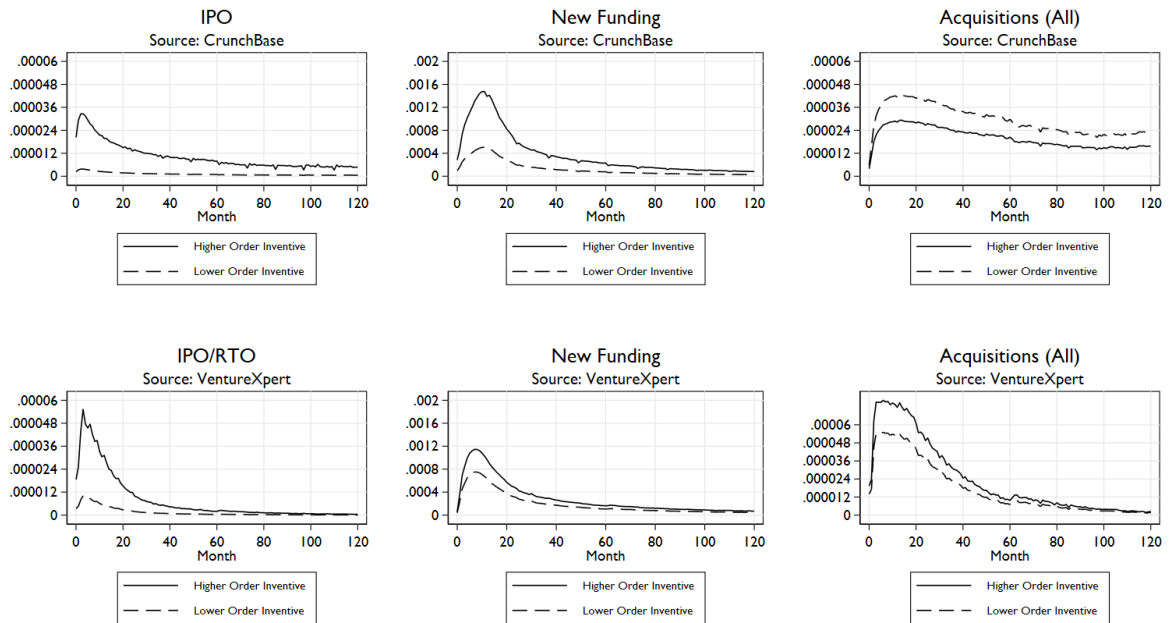 IPO
Source: CrunchBase
.00006
.000048
.000036
.000024
.000012
0
0 20 40 60 80 100 120
Month
Higher Order Inventive
Lower Order Inventive
New Funding
Source: CrunchBase
.002
.0016
.0012
.0008
.0004
0
0 20 40 60 80 100 120
Month
Higher Order Inventive
Lower Order Inventive
Acquisitions (All)
Source: CrunchBase
.00006
.000048
.000036
.000024
.000012
0
0 20 40 60 80 100 120
Month
Higher Order Inventive
Lower Order Inventive
IPO/RTO
Source: VentureXpert
.00006
.000048
.000036
.000024
.000012
0
0 20 40 60 80 100 120
Month
Higher Order Inventive
Lower Order Inventive
New Funding
Source: VentureXpert
.002
.0016
.0012
.0008
.0004
0
0 20 40 60 80 100 120
Month
Higher Order Inventive
Lower Order Inventive
Acquisitions (All)
Source: VentureXpert
.00006
.000048
.000036
.000024
.000012
0
0 20 40 60 80 100 120
Month
Higher Order Inventive
Lower Order Inventive